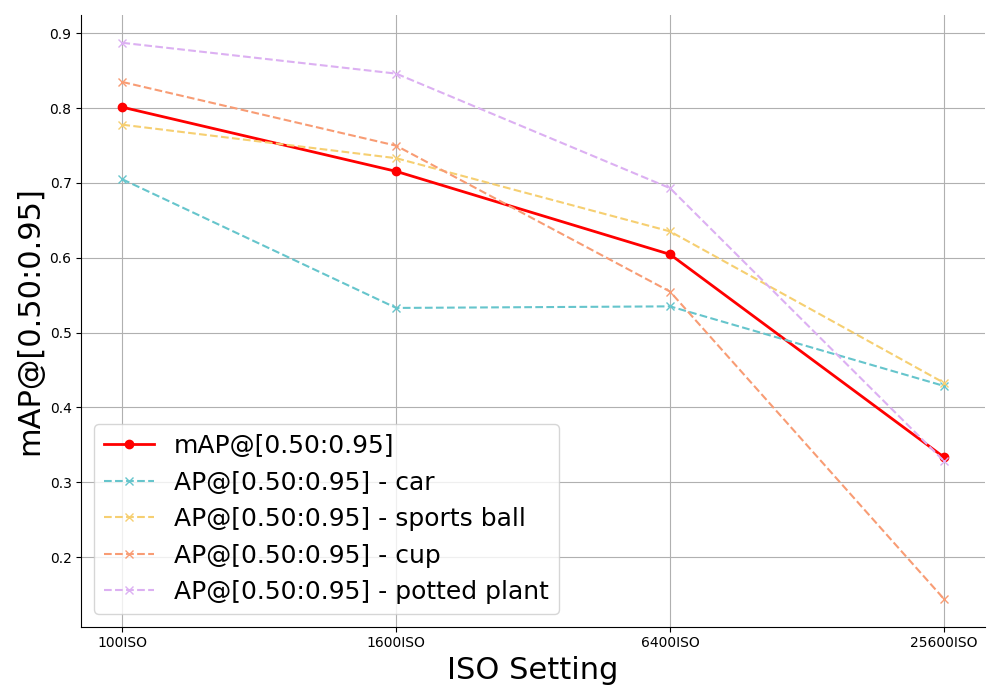 0.9
0.8
0.7
0.6
0.5
0.4
0.3
0.2
mAP@[0.50:0.95]
mAP@[0.50:0.95]
AP@[0.50:0.95] - car
AP@[0.50:0.95] - sports ball
AP@[0.50:0.95] - cup
AP@[0.50:0.95] - potted plant
100ISO 1600ISO 6400ISO 25600ISO
ISO Setting